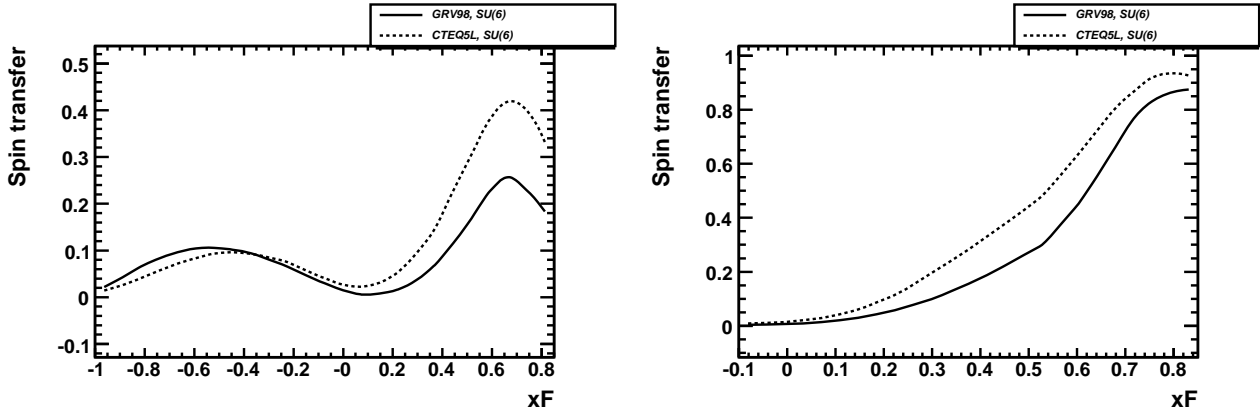 GRV98, SU(6)
CTEQ5L, SU(6)
Spin transfer
0.5
0.4
0.3
0.2
0.1
0
-0.1
-1 -0.8 -0.6 -0.4 -0.2 -0 0.2 0.4 0.6 0.8
xF
GRV98, SU(6)
CTEQ5L, SU(6)
Spin transfer
1
0.8
0.6
0.4
0.2
0
-0.1 0 0.1 0.2 0.3 0.4 0.5 0.6 0.7 0.8
xF